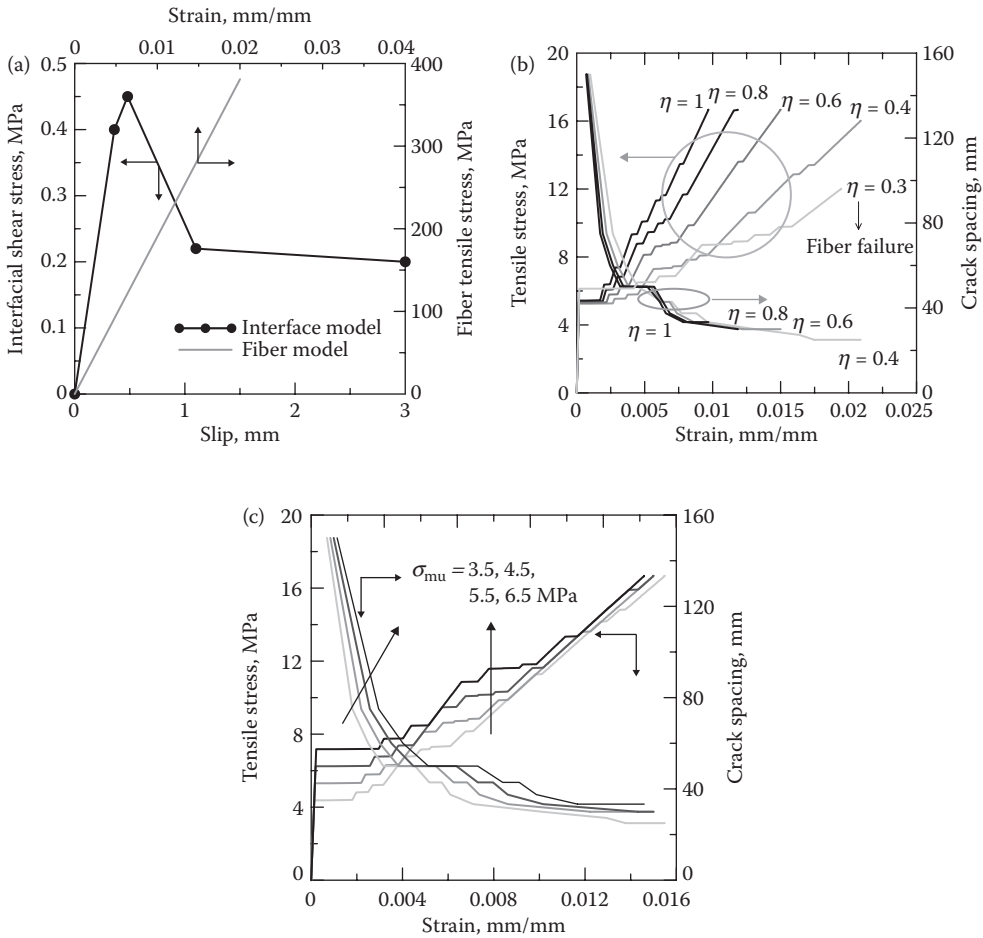 Strain, mm/mm
0 0.01 0.02 0.03 0.04
(a)
0.5 400
0.4 300
0.3
0.2 200
0.1 100
0 0
0 1 2 3
Interfacial shear stress, MPa
Fiber tensile stress, MPa
Interface model
Fiber model
Slip, mm
(b)
20 160
16 120
12
8 80
4 40
0 0
0 0.005 0.01 0.015 0.02 0.025
Tensile stress, MPa
Crack spacing, mm
η = 1 η = 0.8 η = 0.6
η = 0.4
η = 0.3
Fiber failure
η = 0.8
η = 1 η = 0.6
η = 0.4
Strain, mm/mm
(c)
20 160
16 120
12
8 80
4 40
0 0
0 0.004 0.008 0.012 0.016
Tensile stress, MPa
Crack spacing, mm
σmu = 3.5, 4.5,
5.5, 6.5 MPa
Strain, mm/mm